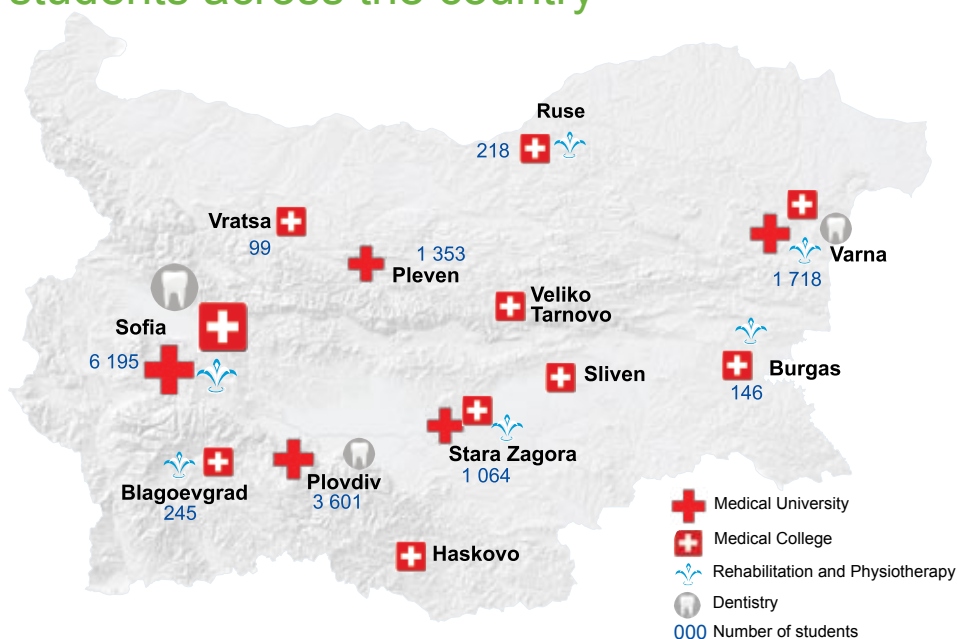 students across the country
Ruse
218
Vratsa
99
1 353
Pleven
Varna
1 718
Veliko
Tarnovo
Sofia
6 195
Sliven
Burgas
146
Stara Zagora
1 064
Plovdiv
3 601
Blagoevgrad
245
Haskovo
Medical University
Medical College
Rehabilitation and Physiotherapy
Dentistry
000 Number of students